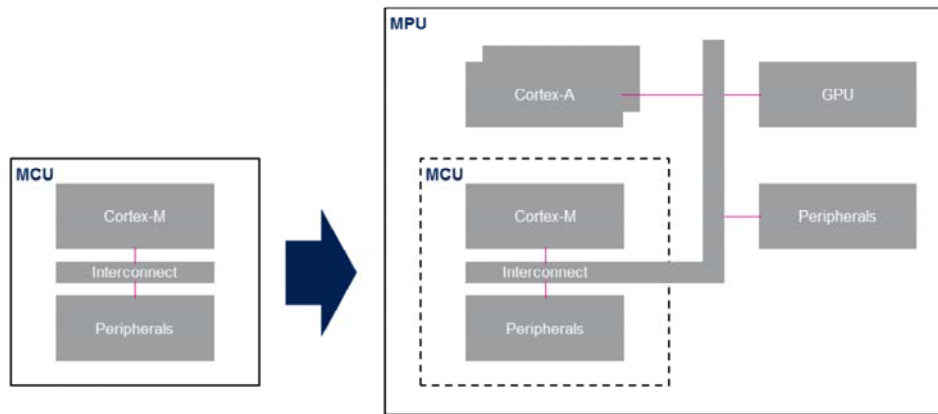 MCU
Cortex-M
Interconnect
Peripherals
MPU
Cortex-A
GPU
MCU
Cortex-M
Peripherals
Interconnect
Peripherals